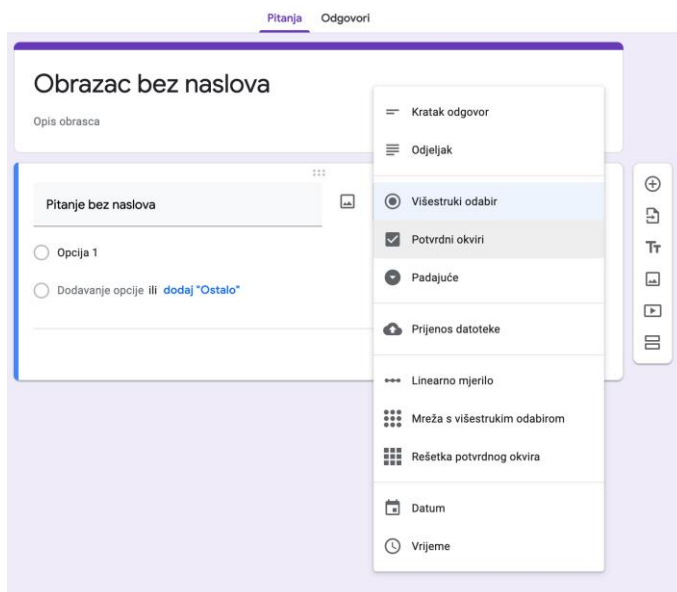 Pitanja Odgovori
Obrazac bez naslova
Opis obrasca
Pitanje bez naslova
Opcija 1
Dodavanje opcije ili dodaj "Ostalo"
Kratak odgovor
Odjeljak
Višestruki odabir
Potvrdni okviri
Padajuće
Prijenos datoteke
Linearno mjerilo
Mreža s višestrukim odabirom
Rešetka potvrdnog okvira
Datum
Vrijeme
Tт